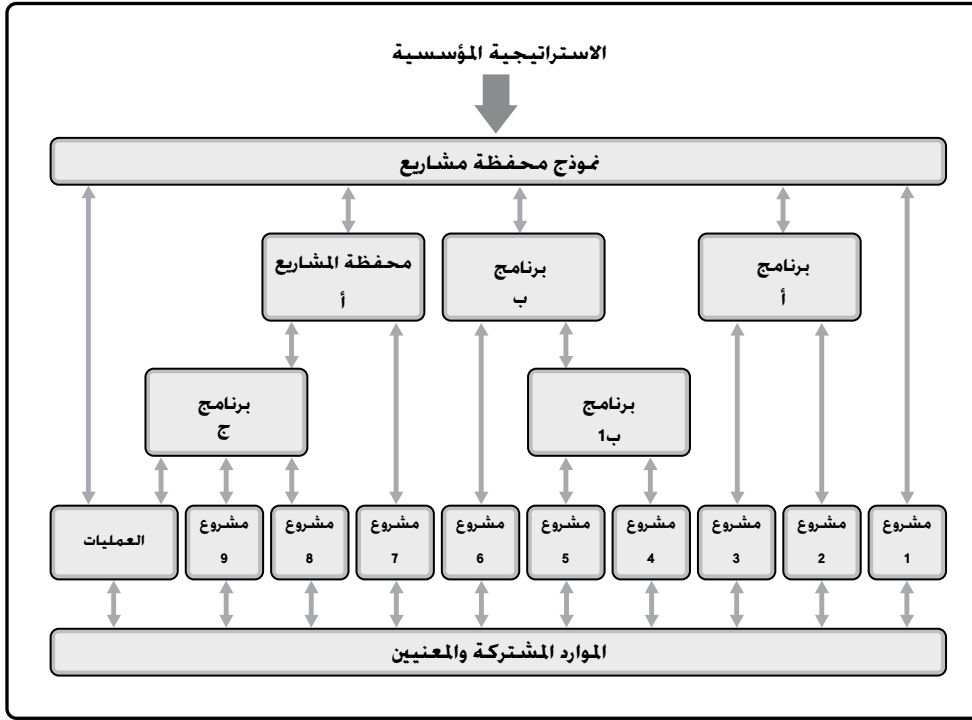 الاستراتيجية المؤسسية
نموذج محفظة مشاريع
برنامج
أ
برنامج
ب
محفظة المشاريع
أ
برنامج
ب1
برنامج
ج
مشروع
1
مشروع
2
مشروع
3
مشروع
4
مشروع
5
مشروع
6
مشروع
7
مشروع
8
مشروع
9
العمليات
الموارد المشتركة والمعنيين